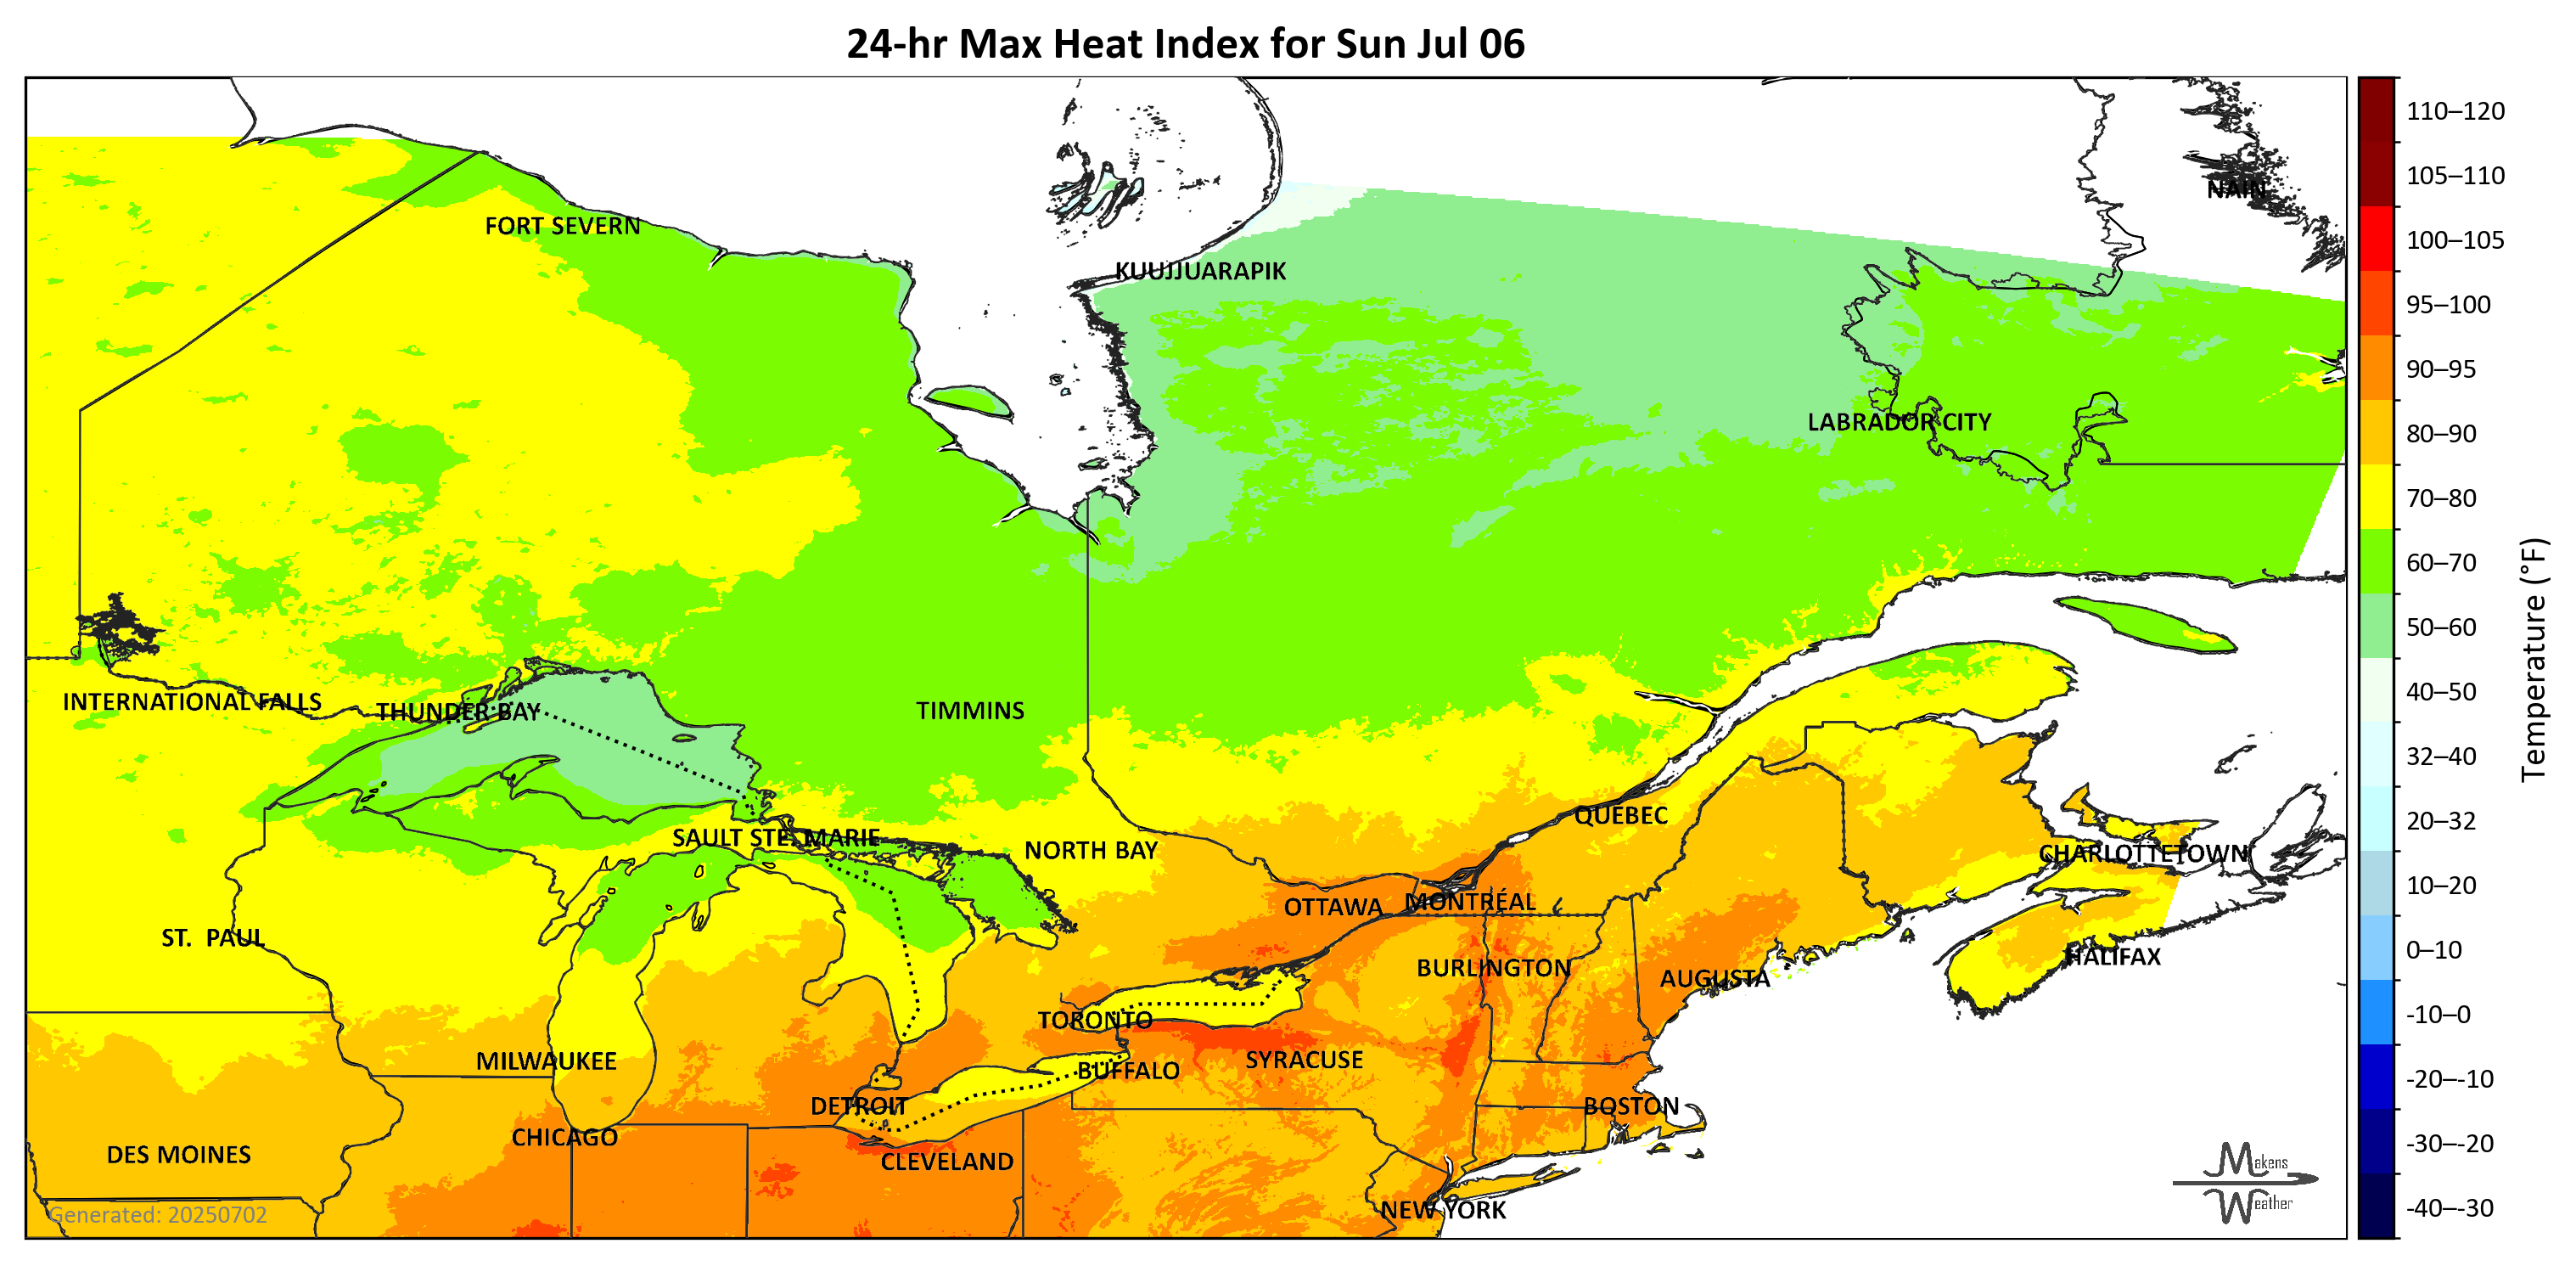 24-hr Max Heat Index for Sun Jul 06
NAIN
FORT SEVERN
KUUJJUARAPIK
LABRADOR CITY
INTERNATIONAL FALLS
THUNDER BAY
TIMMINS
SAULT STE. MARIE
NORTH BAY
QUÉBEC
CHARLOTTETOWN
OTTAWA
MONTRÉAL
ST. PAUL
BURLINGTON
AUGUSTA
HALIFAX
TORONTO
MILWAUKEE
BUFFALO
SYRACUSE
DETROIT
BOSTON
CHICAGO
DES MOINES
CLEVELAND
NEW YORK
Generated: 20250702
Makens
Weather
110–120
105–110
100–105
95–100
90–95
80–90
70–80
60–70
50–60
40–50
32–40
20–32
10–20
0–10
-10–0
-20–-10
-30–-20
-40–-30
Temperature (°F)